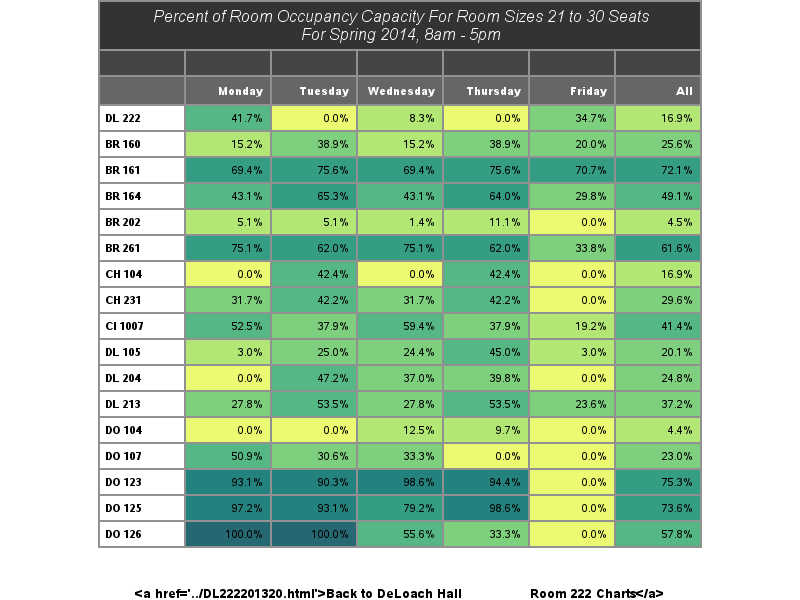 Percent of Room Occupancy Capacity For Room Sizes 21 to 30 Seats
For Spring 2014, 8am - 5pm
Monday Tuesday Wednesday Thursday Friday All
DL 222 41.7% 0.0% 8.3% 0.0% 34.7% 16.9%
BR 160 15.2% 38.9% 15.2% 38.9% 20.0% 25.6%
BR 161 69.4% 75.6% 69.4% 75.6% 70.7% 72.1%
BR 164 43.1% 65.3% 43.1% 64.0% 29.8% 49.1%
BR 202 5.1% 5.1% 1.4% 11.1% 0.0% 4.5%
BR 261 75.1% 62.0% 75.1% 62.0% 33.8% 61.6%
CH 104 0.0% 42.4% 0.0% 42.4% 0.0% 16.9%
CH 231 31.7% 42.2% 31.7% 42.2% 0.0% 29.6%
CI 1007 52.5% 37.9% 59.4% 37.9% 19.2% 41.4%
DL 105 3.0% 25.0% 24.4% 45.0% 3.0% 20.1%
DL 204 0.0% 47.2% 37.0% 39.8% 0.0% 24.8%
DL 213 27.8% 53.5% 27.8% 53.5% 23.6% 37.2%
DO 104 0.0% 0.0% 12.5% 9.7% 0.0% 4.4%
DO 107 50.9% 30.6% 33.3% 0.0% 0.0% 23.0%
DO 123 93.1% 90.3% 98.6% 94.4% 0.0% 75.3%
DO 125 97.2% 93.1% 79.2% 98.6% 0.0% 73.6%
DO 126 100.0% 100.0% 55.6% 33.3% 0.0% 57.8%
<a href='../DL222201320.html'>Back to DeLoach Hall Room 222 Charts</a>